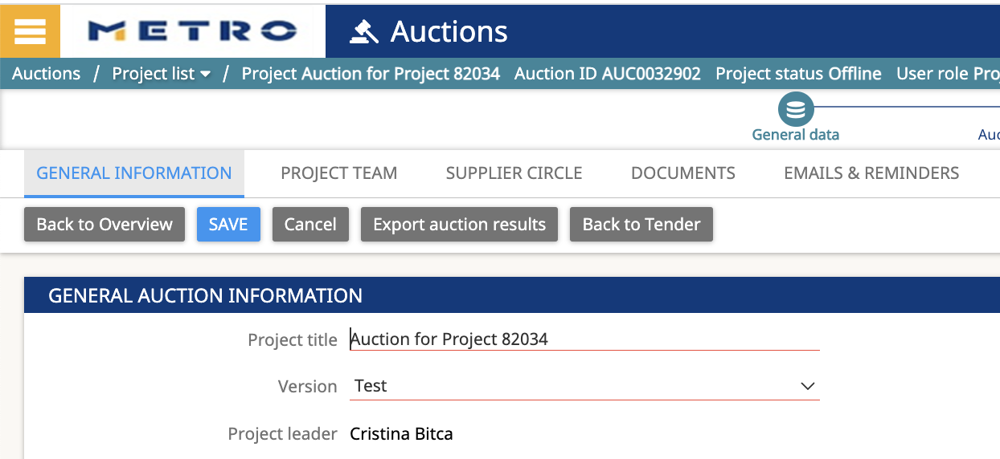 METRO Auctions
Auctions / Project list / Project Auction for Project 82034 Auction ID AUC0032902 Project status Offline User role Pro
General data Auc
GENERAL INFORMATION PROJECT TEAM SUPPLIER CIRCLE DOCUMENTS EMAILS & REMINDERS
Back to Overview SAVE Cancel Export auction results Back to Tender
GENERAL AUCTION INFORMATION
Project title Auction for Project 82034
Version Test
Project leader Cristina Bitca